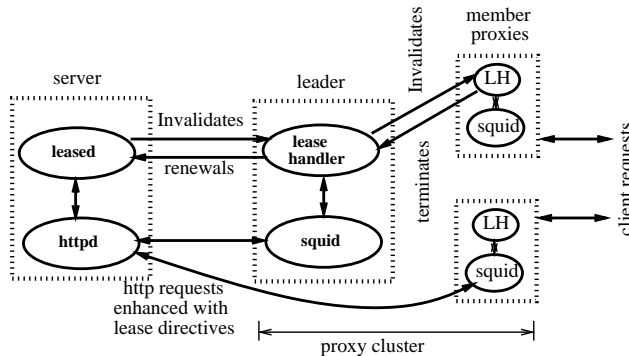 member
proxies
server
leader
Invalidates
LH
squid
Invalidates
leased
lease
handler
renewals
terminates
client requests
httpd
squid
LH
squid
http requests
enhanced with
lease directives
proxy cluster